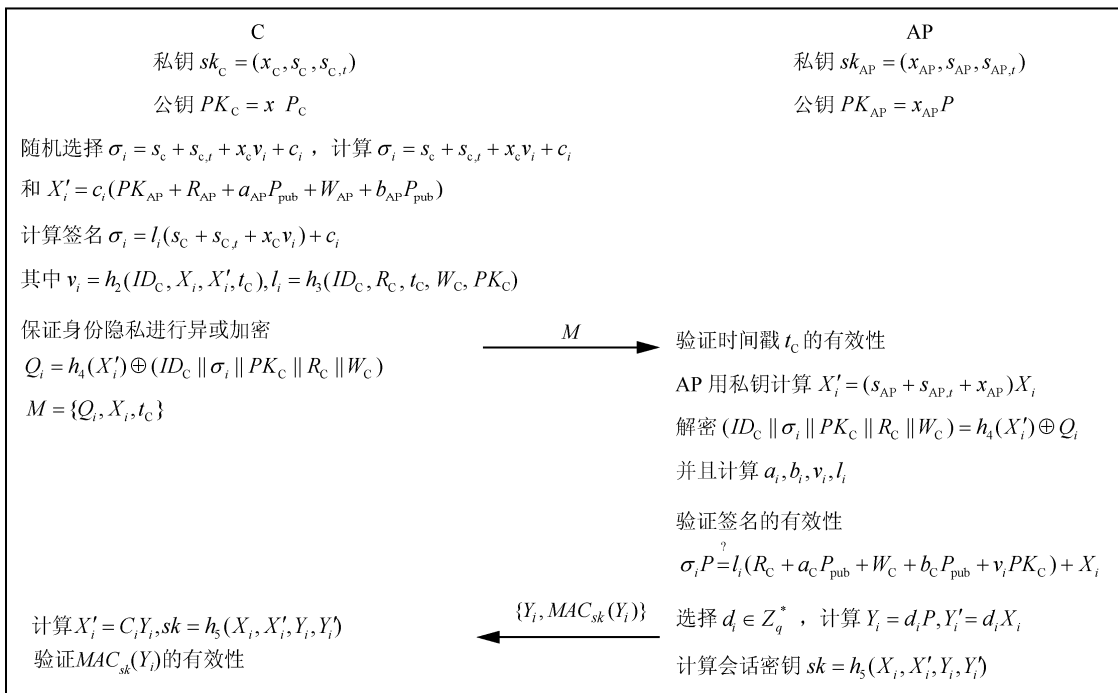 C
私钥 sk_C = (x_C, s_C, s_{C,t})
公钥 PK_C = x P_C
随机选择 σ_i = s_c + s_{c,t} + x_c v_i + c_i ，计算 σ_i = s_c + s_{c,t} + x_c v_i + c_i
和 X'_i = c_i(PK_AP + R_AP + a_AP P_pub + W_AP + b_AP P_pub)
计算签名 σ_i = l_i(s_C + s_{C,t} + x_C v_i) + c_i
其中 v_i = h_2(ID_C, X_i, X'_i, t_C), l_i = h_3(ID_C, R_C, t_C, W_C, PK_C)
保证身份隐私进行异或加密
Q_i = h_4(X'_i) ⊕ (ID_C || σ_i || PK_C || R_C || W_C)
M = {Q_i, X_i, t_C}
AP
私钥 sk_AP = (x_AP, s_AP, s_{AP,t})
公钥 PK_AP = x_AP P
M
验证时间戳 t_C 的有效性
AP 用私钥计算 X'_i = (s_AP + s_{AP,t} + x_AP)X_i
解密 (ID_C || σ_i || PK_C || R_C || W_C) = h_4(X'_i) ⊕ Q_i
并且计算 a_i, b_i, v_i, l_i
验证签名的有效性
σ_i P ≟ l_i(R_C + a_C P_pub + W_C + b_C P_pub + v_i PK_C) + X_i
选择 d_i ∈ Z_q^* ，计算 Y_i = d_i P, Y'_i = d_i X_i
计算会话密钥 sk = h_5(X_i, X'_i, Y_i, Y'_i)
{Y_i, MAC_sk(Y_i)}
计算 X'_i = C_i Y_i, sk = h_5(X_i, X'_i, Y_i, Y'_i)
验证 MAC_sk(Y_i) 的有效性